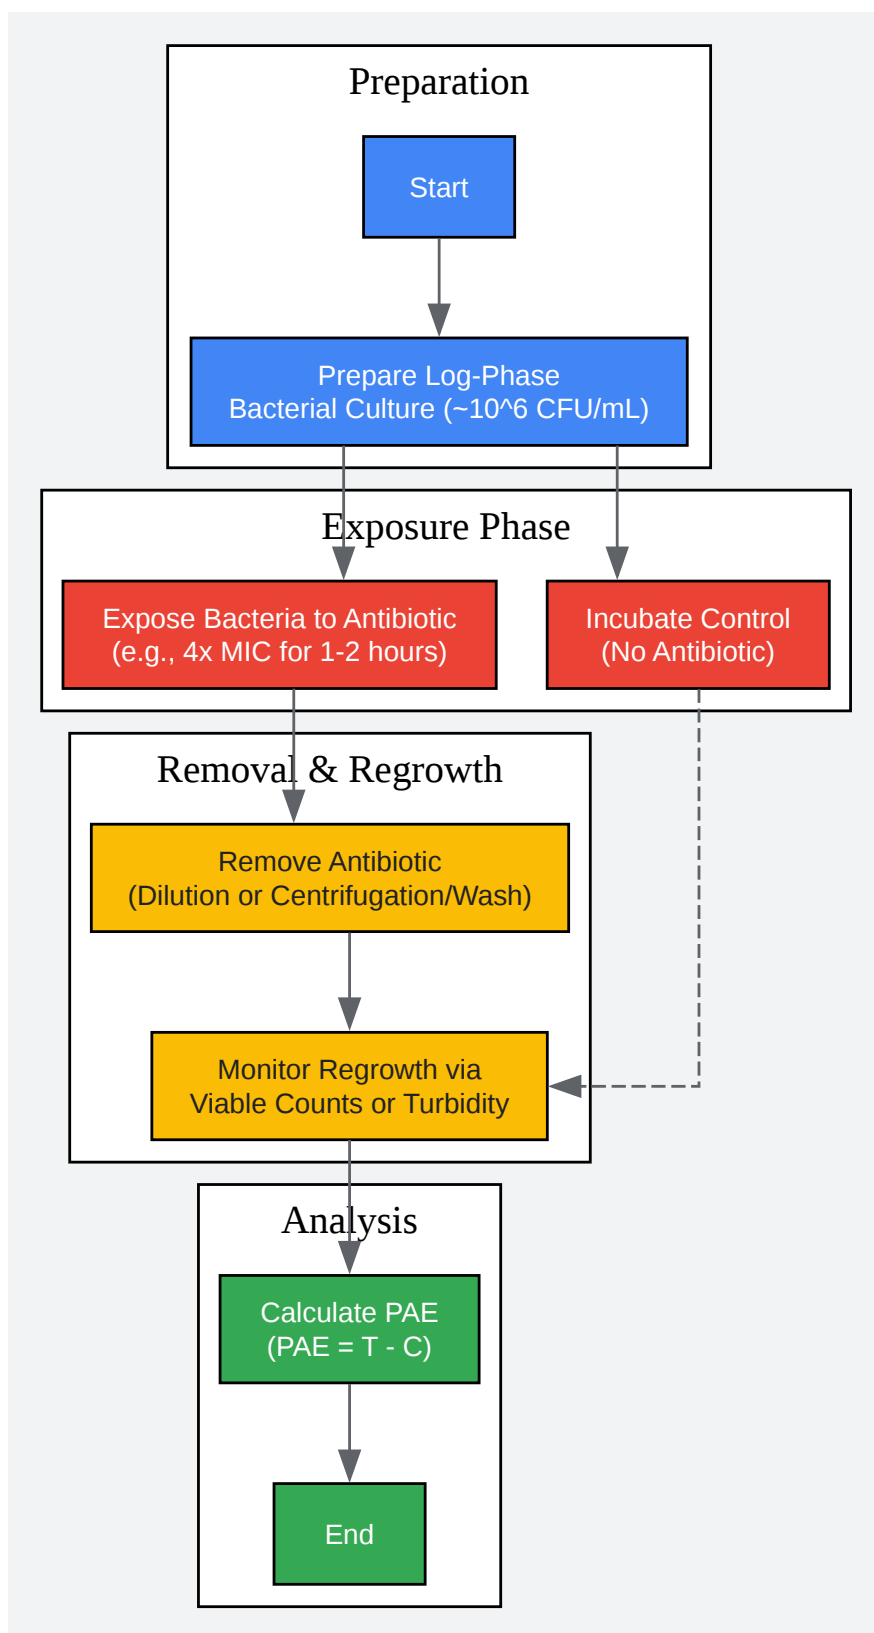 Preparation
Start
Prepare Log-Phase
Bacterial Culture (~10^6 CFU/mL)
Exposure Phase
Expose Bacteria to Antibiotic
(e.g., 4x MIC for 1-2 hours)
Incubate Control
(No Antibiotic)
Removal & Regrowth
Remove Antibiotic
(Dilution or Centrifugation/Wash)
Monitor Regrowth via
Viable Counts or Turbidity
Analysis
Calculate PAE
(PAE = T - C)
End